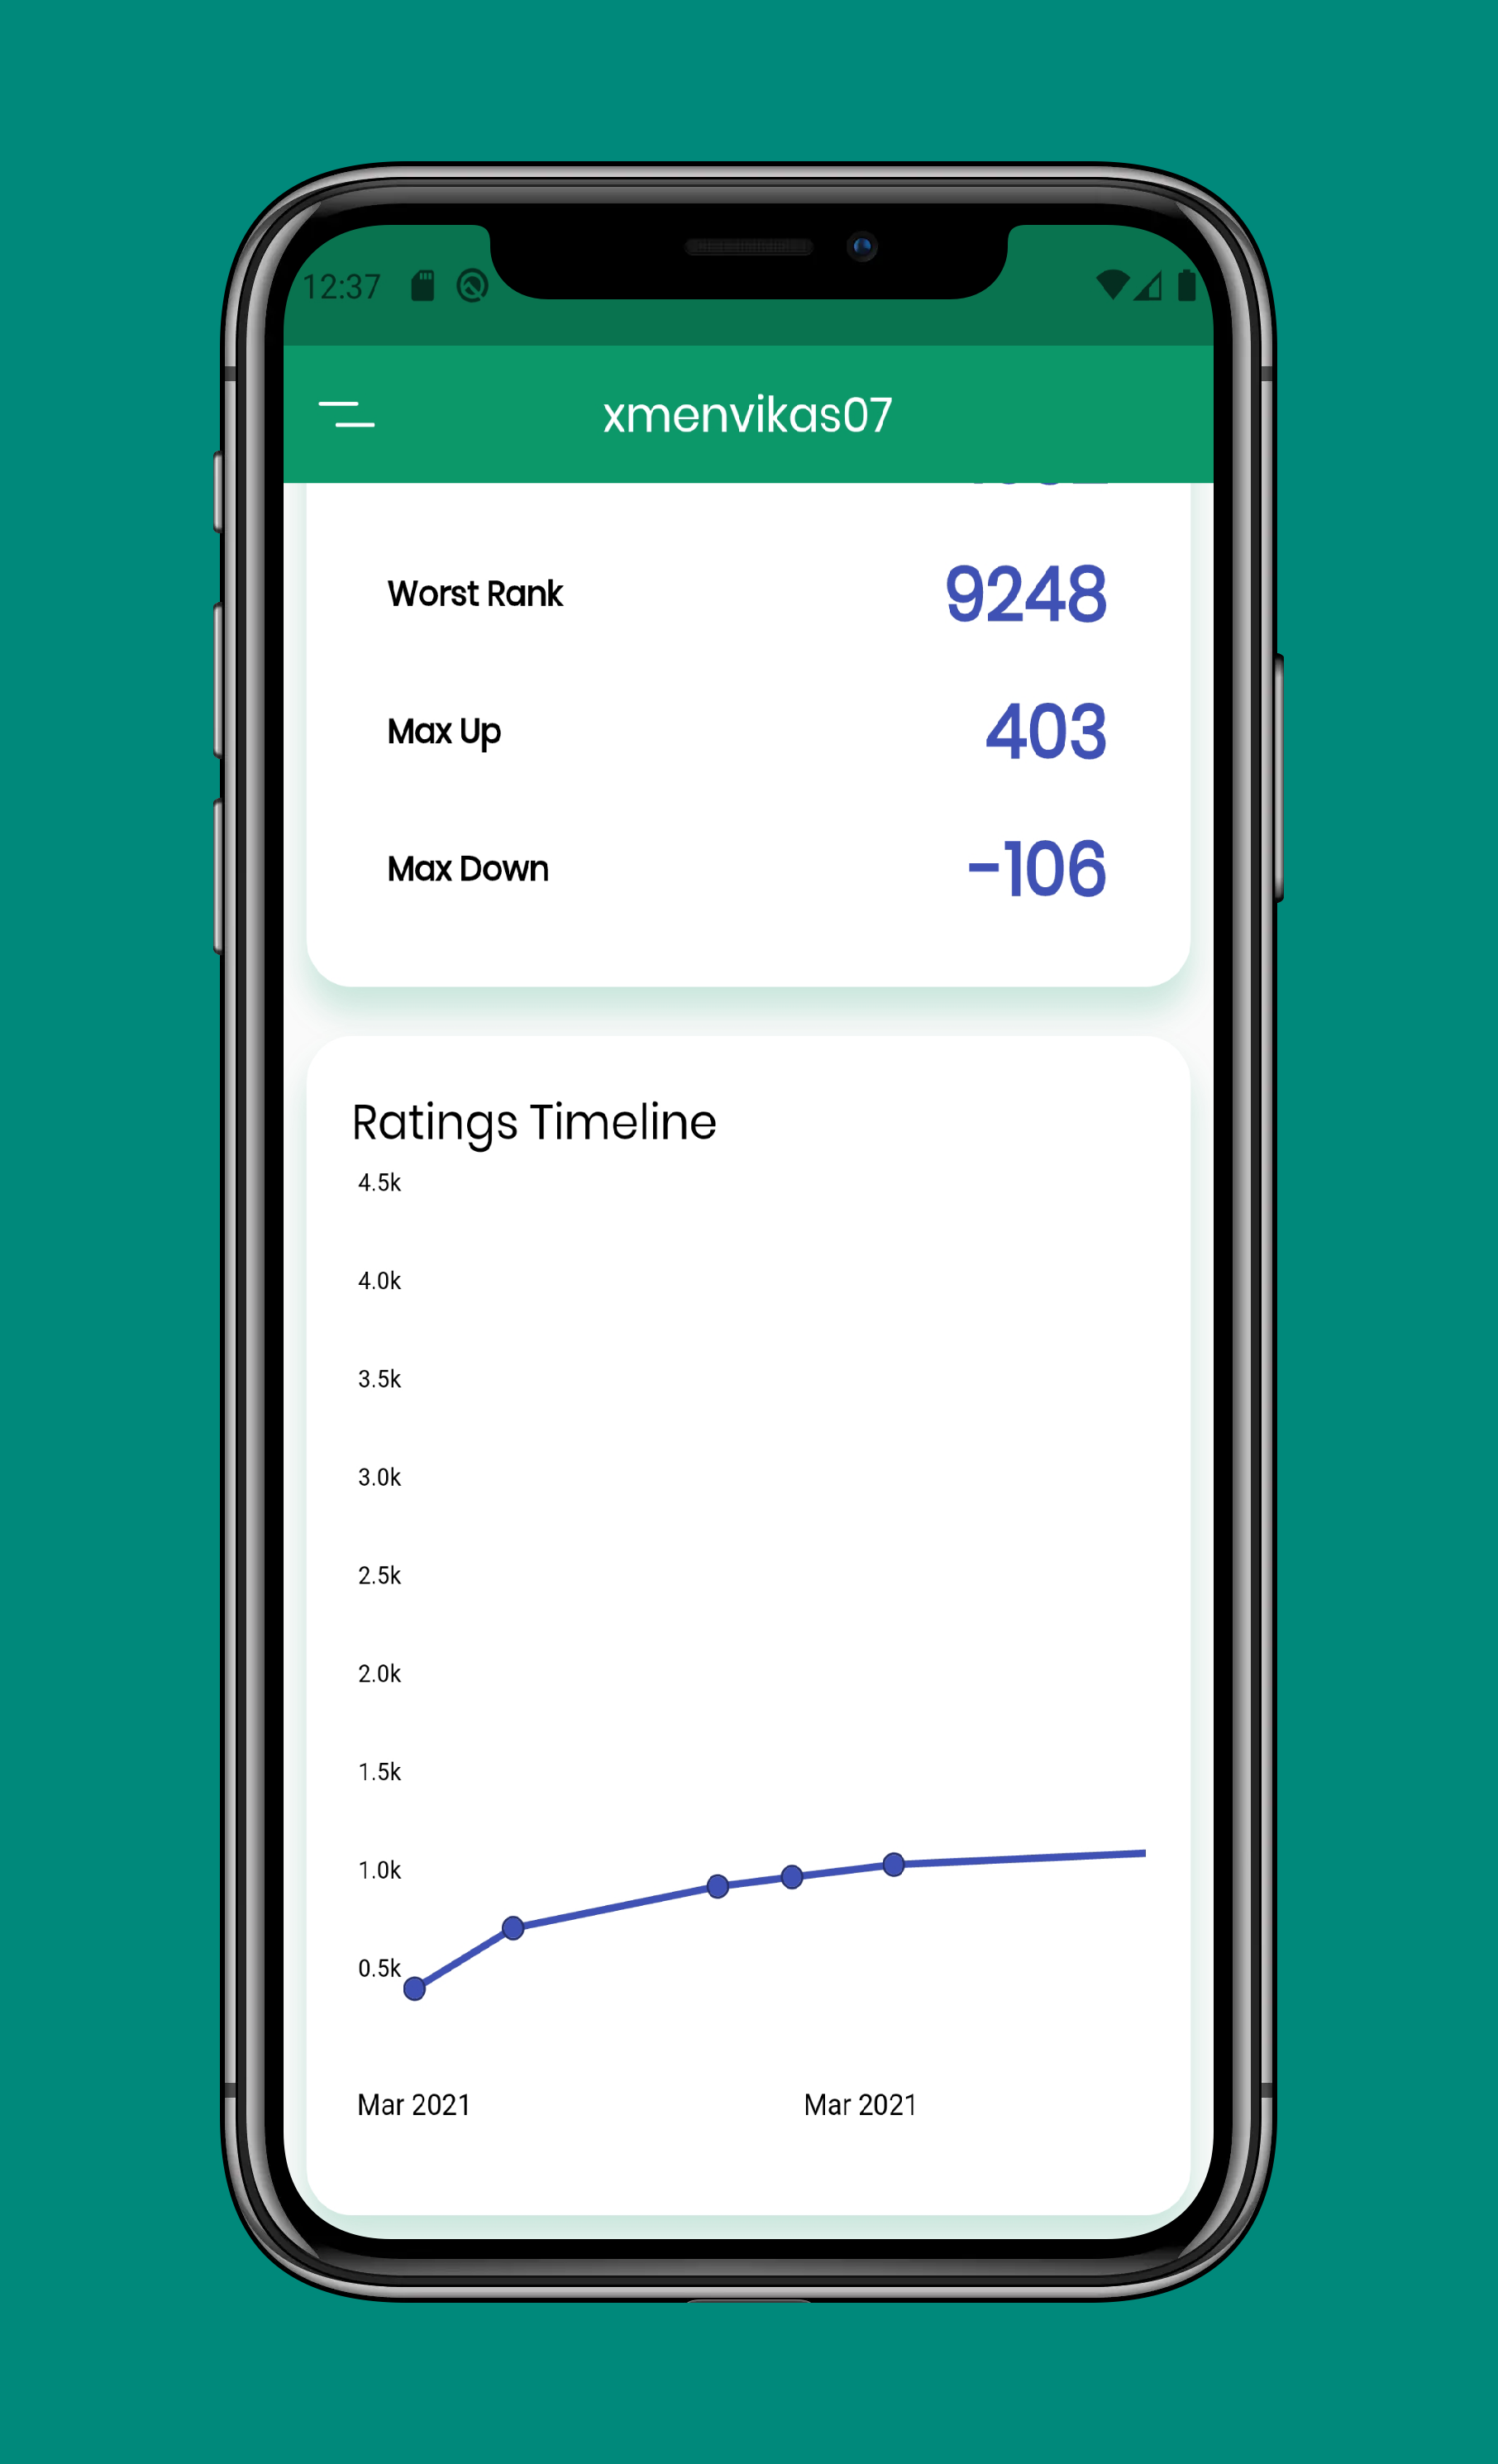 12:37
xmenvikas07
Worst Rank 9248
Max Up 403
Max Down -106
Ratings Timeline
4.5k
4.0k
3.5k
3.0k
2.5k
2.0k
1.5k
1.0k
0.5k
Mar 2021 Mar 2021